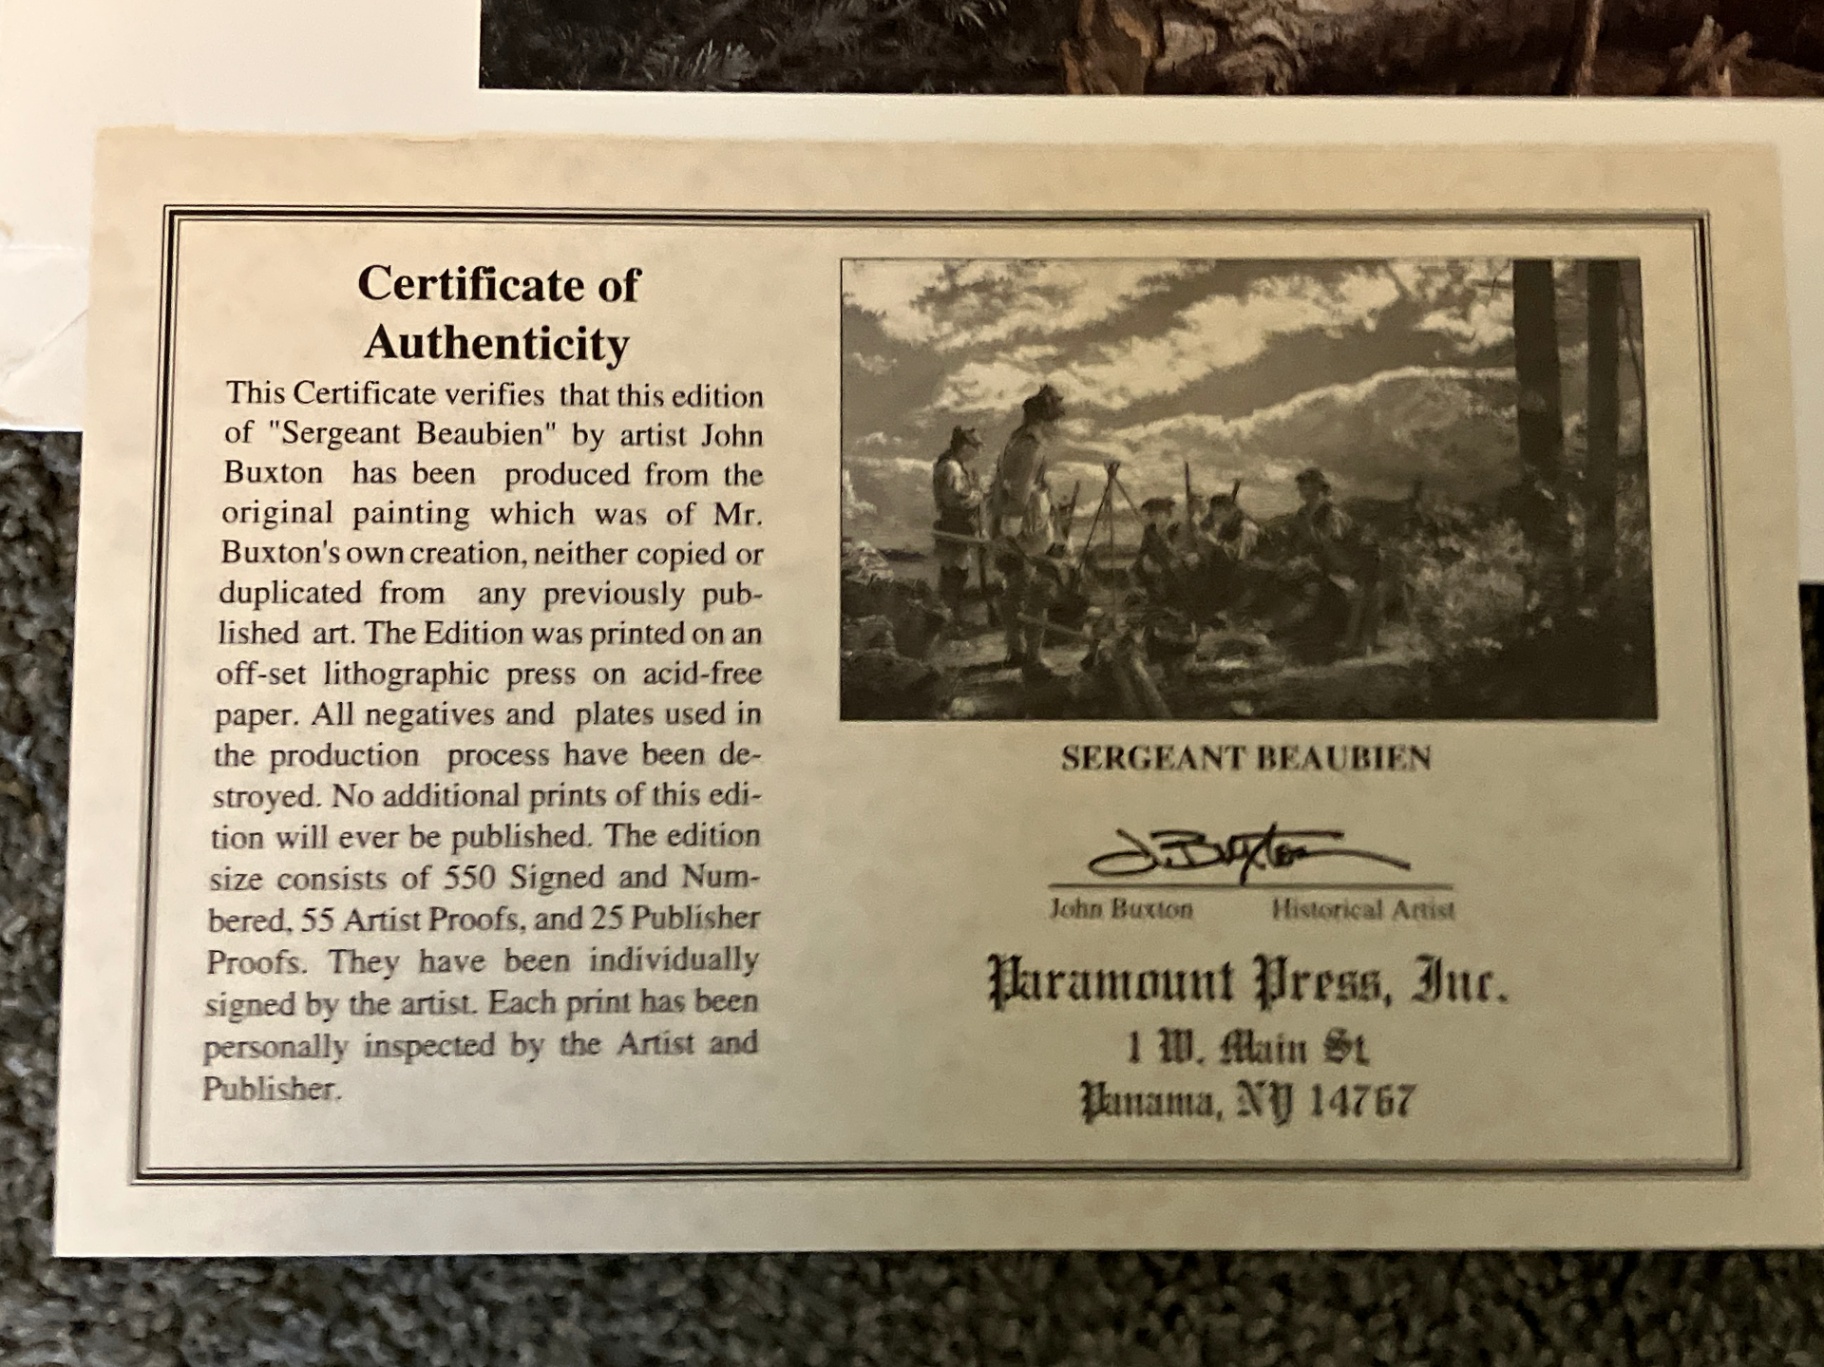 Certificate of
Authenticity
This Certificate verifies that this edition
of "Sergeant Beaubien" by artist John
Buxton has been produced from the
original painting which was of Mr.
Buxton's own creation, neither copied or
duplicated from any previously pub-
lished art. The Edition was printed on an
off-set lithographic press on acid-free
paper. All negatives and plates used in
the production process have been de-
stroyed. No additional prints of this edi-
tion will ever be published. The edition
size consists of 550 Signed and Num-
bered, 55 Artist Proofs, and 25 Publisher
Proofs. They have been individually
signed by the artist. Each print has been
personally inspected by the Artist and
Publisher.
SERGEANT BEAUBIEN
J. Buxton
John Buxton Historical Artist
Paramount Press, Inc.
1 W. Main St
Panama, NY 14767